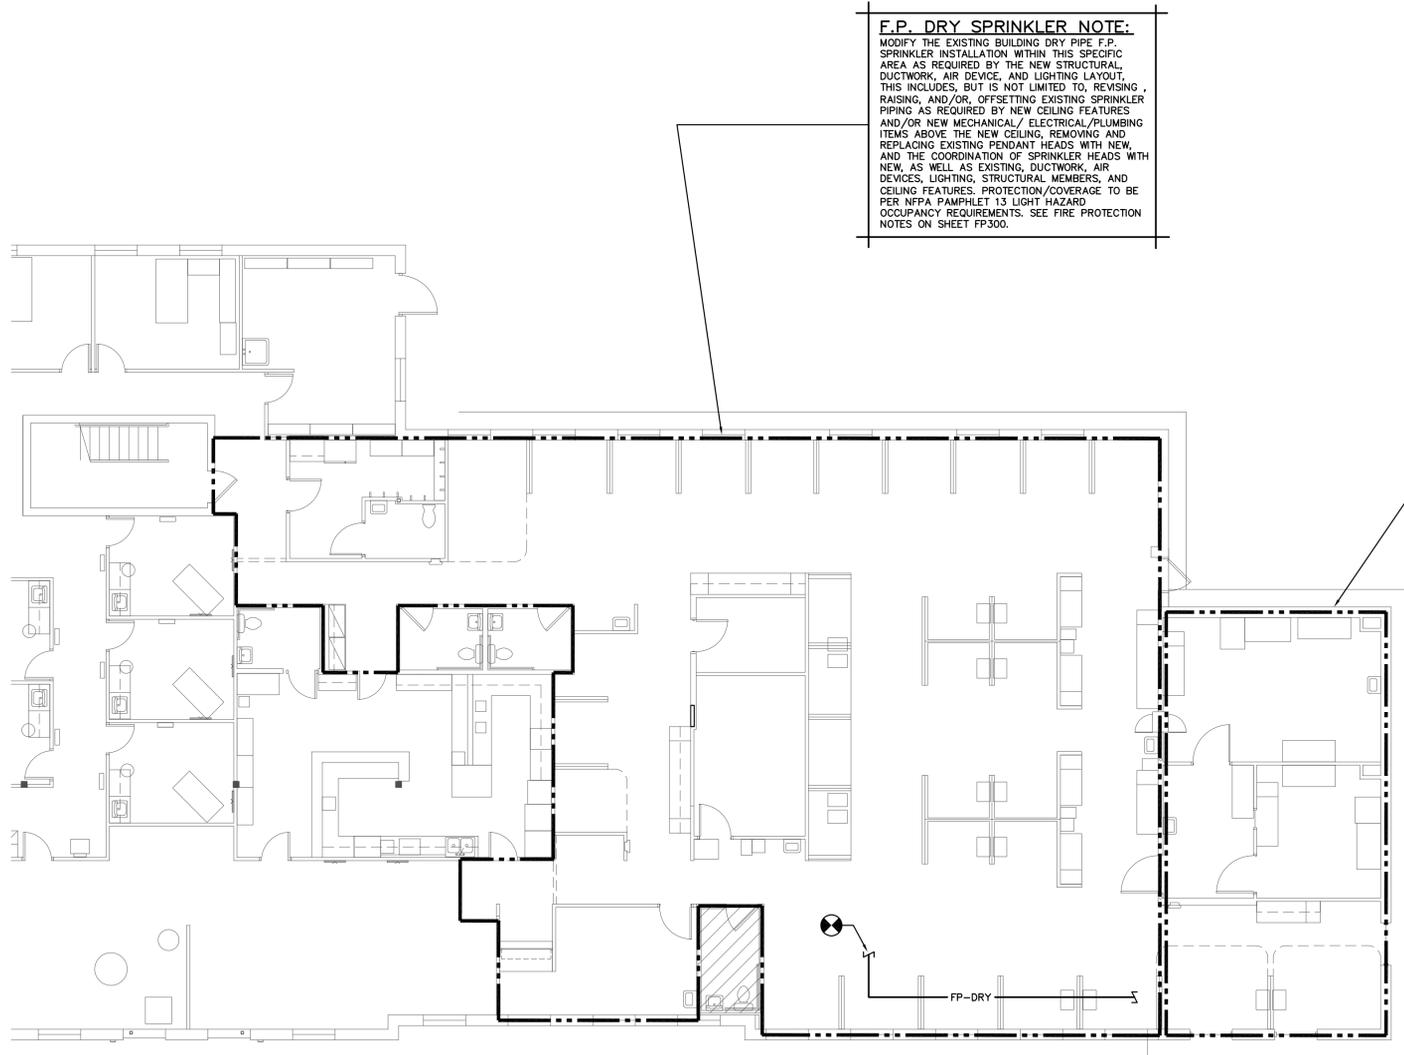 F.P. DRY SPRINKLER NOTE:
MODIFY THE EXISTING BUILDING DRY PIPE F.P.
SPRINKLER INSTALLATION WITHIN THIS SPECIFIC
AREA AS REQUIRED BY THE NEW STRUCTURAL,
DUCTWORK, AIR DEVICE, AND LIGHTING LAYOUT,
THIS INCLUDES, BUT IS NOT LIMITED TO, REVISING ,
RAISING, AND/OR, OFFSETTING EXISTING SPRINKLER
PIPING AS REQUIRED BY NEW CEILING FEATURES
AND/OR NEW MECHANICAL/ ELECTRICAL/PLUMBING
ITEMS ABOVE THE NEW CEILING, REMOVING AND
REPLACING EXISTING PENDANT HEADS WITH NEW,
AND THE COORDINATION OF SPRINKLER HEADS WITH
NEW, AS WELL AS EXISTING, DUCTWORK, AIR
DEVICES, LIGHTING, STRUCTURAL MEMBERS, AND
CEILING FEATURES. PROTECTION/COVERAGE TO BE
PER NFPA PAMPHLET 13 LIGHT HAZARD
OCCUPANCY REQUIREMENTS. SEE FIRE PROTECTION
NOTES ON SHEET FP300.
FP-DRY